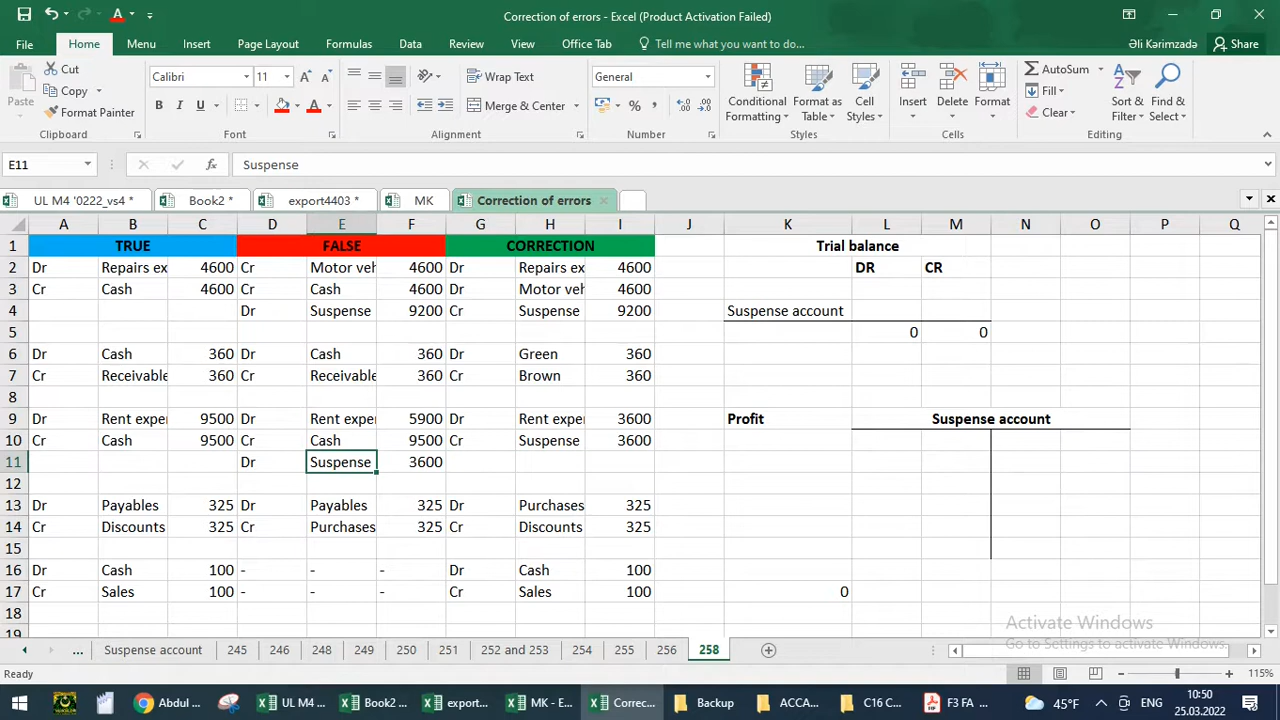 Correction of errors - Excel (Product Activation Failed)
File Home Menu Insert Page Layout Formulas Data Review View Office Tab Tell me what you want to do... Əli Kərimzadə Share
Cut
Copy
Format Painter
Paste
Calibri 11
B I U
Wrap Text
Merge & Center
General
% ,
Conditional Formatting
Format as Table
Cell Styles
Insert Delete Format
AutoSum
Fill
Clear
Sort & Filter
Find & Select
Clipboard Font Alignment Number Styles Cells Editing
E11 fx Suspense
UL M4 '0222_vs4 * Book2 * export4403 * MK Correction of errors
A B C D E F G H I J K L M N O P Q
1 TRUE FALSE CORRECTION Trial balance
2 Dr Repairs ex 4600 Cr Motor veh 4600 Dr Repairs ex 4600 DR CR
3 Cr Cash 4600 Cr Cash 4600 Dr Motor veh 4600
4 Dr Suspense 9200 Cr Suspense 9200 Suspense account
5 0 0
6 Dr Cash 360 Dr Cash 360 Dr Green 360
7 Cr Receivable 360 Cr Receivable 360 Cr Brown 360
8
9 Dr Rent expe 9500 Dr Rent expe 5900 Dr Rent expe 3600 Profit Suspense account
10 Cr Cash 9500 Cr Cash 9500 Cr Suspense 3600
11 Dr Suspense 3600
12
13 Dr Payables 325 Dr Payables 325 Dr Purchases 325
14 Cr Discounts 325 Cr Purchases 325 Cr Discounts 325
15
16 Dr Cash 100 - - - Dr Cash 100
17 Cr Sales 100 - - - Cr Sales 100 0
18
19
Activate Windows
Go to Settings to activate Windows.
... Suspense account 245 246 248 249 250 251 252 and 253 254 255 256 258
Ready 115%
Abdul ... UL M4 ... Book2 ... export... MK - E... Correc... Backup ACCA... C16 C... F3 FA ... 45°F ENG 10:50
25.03.2022